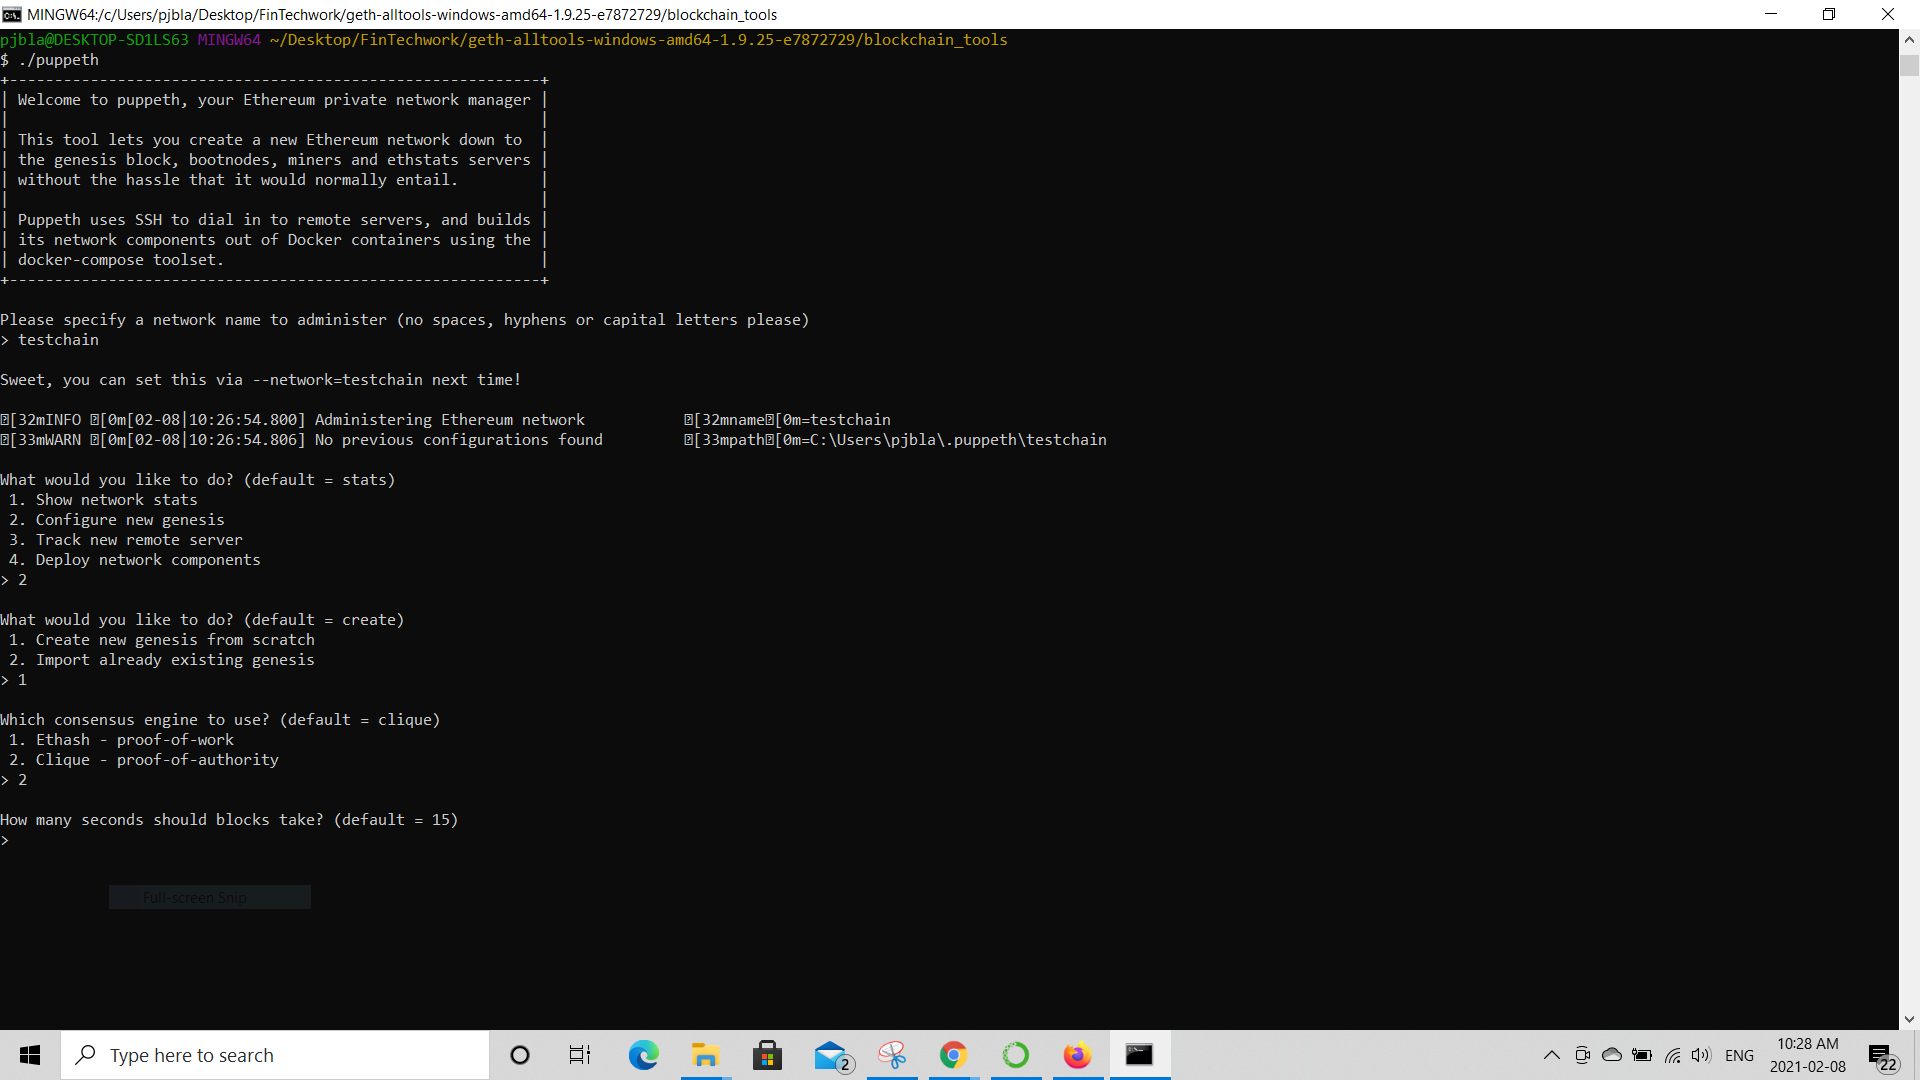 MINGW64:/c/Users/pjbla/Desktop/FinTechwork/geth-alltools-windows-amd64-1.9.25-e7872729/blockchain_tools
pjbla@DESKTOP-SD1LS63 MINGW64 ~/Desktop/FinTechwork/geth-alltools-windows-amd64-1.9.25-e7872729/blockchain_tools
$ ./puppeth
+-----------------------------------------------------------+
| Welcome to puppeth, your Ethereum private network manager |
|                                                           |
| This tool lets you create a new Ethereum network down to  |
| the genesis block, bootnodes, miners and ethstats servers |
| without the hassle that it would normally entail.         |
|                                                           |
| Puppeth uses SSH to dial in to remote servers, and builds |
| its network components out of Docker containers using the |
| docker-compose toolset.                                   |
+-----------------------------------------------------------+
Please specify a network name to administer (no spaces, hyphens or capital letters please)
> testchain
Sweet, you can set this via --network=testchain next time!
[32mINFO [0m[02-08|10:26:54.800] Administering Ethereum network           [32mname[0m=testchain
[33mWARN [0m[02-08|10:26:54.806] No previous configurations found         [33mpath[0m=C:\Users\pjbla\.puppeth\testchain
What would you like to do? (default = stats)
1. Show network stats
2. Configure new genesis
3. Track new remote server
4. Deploy network components
> 2
What would you like to do? (default = create)
1. Create new genesis from scratch
2. Import already existing genesis
> 1
Which consensus engine to use? (default = clique)
1. Ethash - proof-of-work
2. Clique - proof-of-authority
> 2
How many seconds should blocks take? (default = 15)
>
Full-screen Snip
Type here to search
2
ENG
10:28 AM
2021-02-08
22